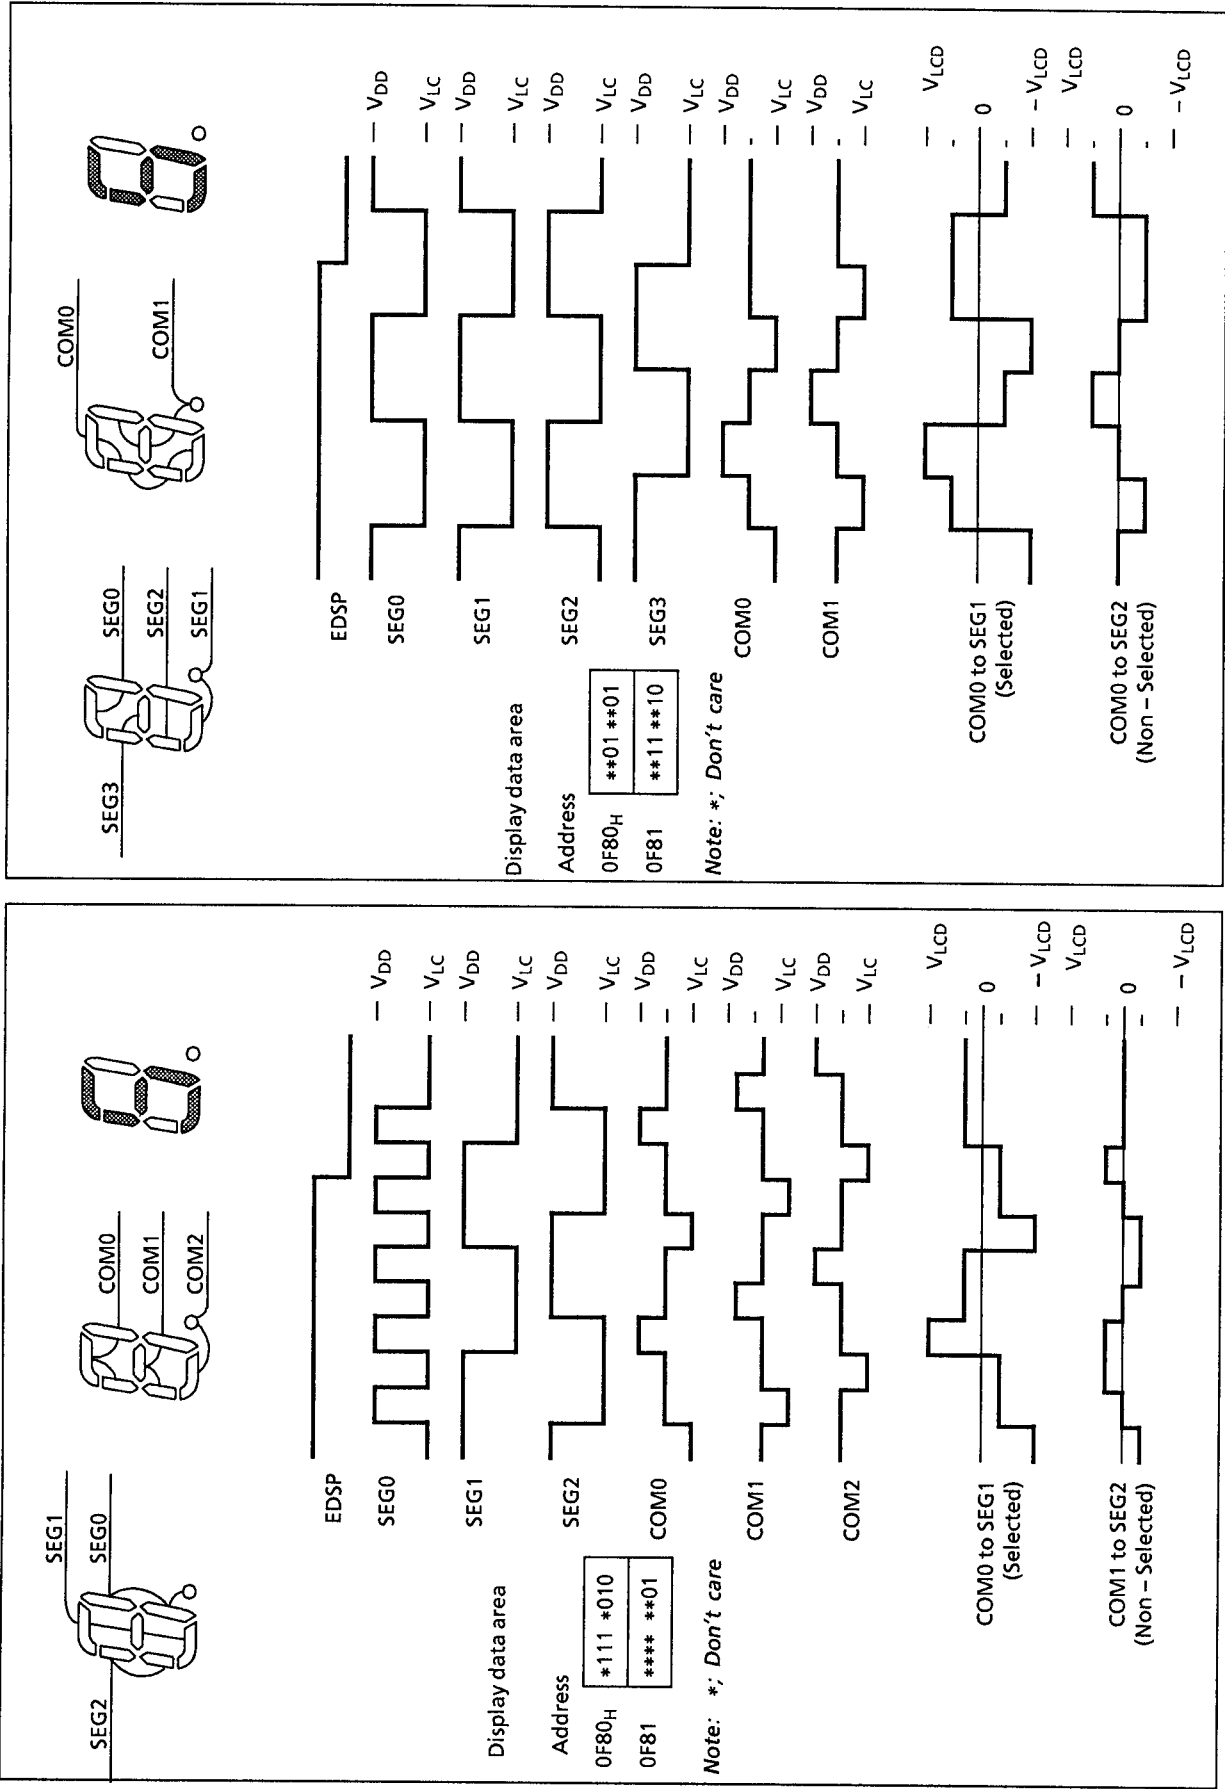 SEG1
SEG2
SEG0
COM0
COM1
COM2
EDSP
SEG0
VDD
VLC
SEG1
VDD
VLC
SEG2
VDD
VLC
COM0
VDD
VLC
COM1
VDD
VLC
COM2
VDD
VLC
Display data area
Address
0F80H *111 *010
0F81 **** **01
Note: *; Don't care
COM0 to SEG1
(Selected)
VLCD
0
– VLCD
COM1 to SEG2
(Non – Selected)
VLCD
0
– VLCD
SEG3
SEG0
SEG2
SEG1
COM0
COM1
EDSP
SEG0
VDD
VLC
SEG1
VDD
VLC
SEG2
VDD
VLC
SEG3
VDD
VLC
COM0
VDD
VLC
COM1
VDD
VLC
Display data area
Address
0F80H **01 **01
0F81 **11 **10
Note: *; Don't care
COM0 to SEG1
(Selected)
VLCD
0
– VLCD
COM0 to SEG2
(Non – Selected)
VLCD
0
– VLCD